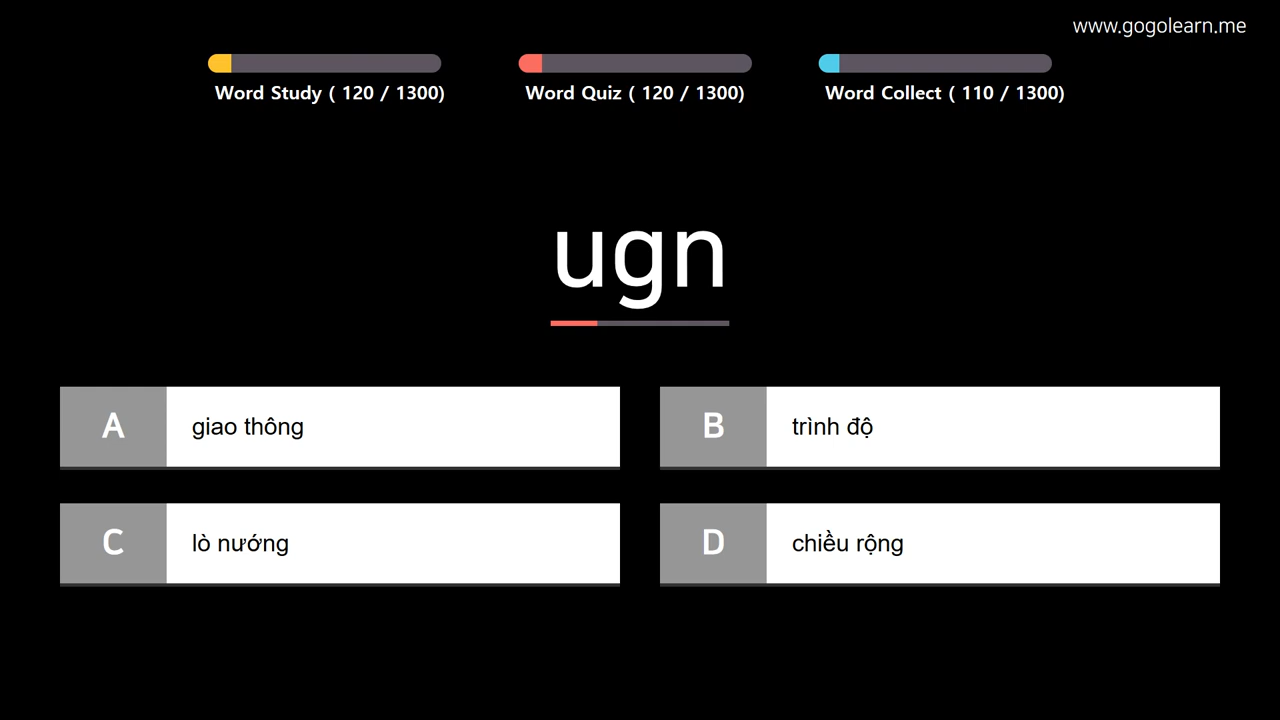 www.gogolearn.me
Word Study ( 120 / 1300)
Word Quiz ( 120 / 1300)
Word Collect ( 110 / 1300)
ugn
A giao thông
B trình độ
C lò nướng
D chiều rộng